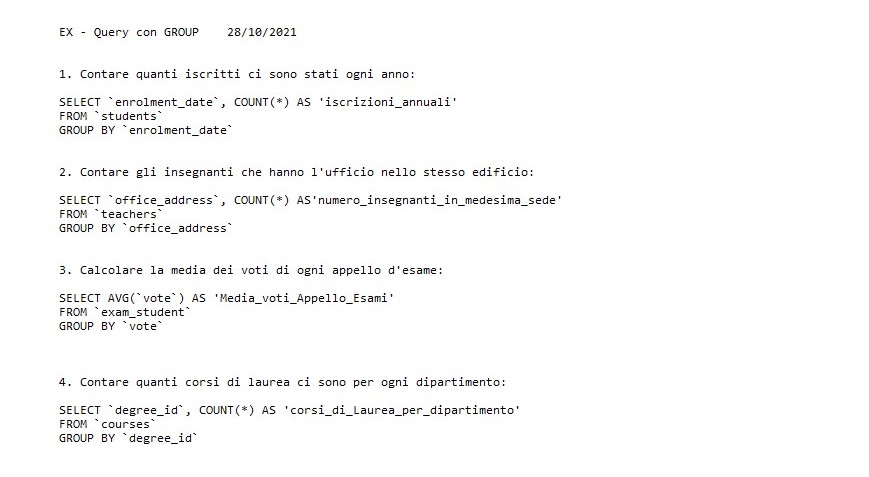 EX - Query con GROUP    28/10/2021
1. Contare quanti iscritti ci sono stati ogni anno:
SELECT `enrolment_date`, COUNT(*) AS 'iscrizioni_annuali'
FROM `students`
GROUP BY `enrolment_date`
2. Contare gli insegnanti che hanno l'ufficio nello stesso edificio:
SELECT `office_address`, COUNT(*) AS'numero_insegnanti_in_medesima_sede'
FROM `teachers`
GROUP BY `office_address`
3. Calcolare la media dei voti di ogni appello d'esame:
SELECT AVG(`vote`) AS 'Media_voti_Appello_Esami'
FROM `exam_student`
GROUP BY `vote`
4. Contare quanti corsi di laurea ci sono per ogni dipartimento:
SELECT `degree_id`, COUNT(*) AS 'corsi_di_Laurea_per_dipartimento'
FROM `courses`
GROUP BY `degree_id`